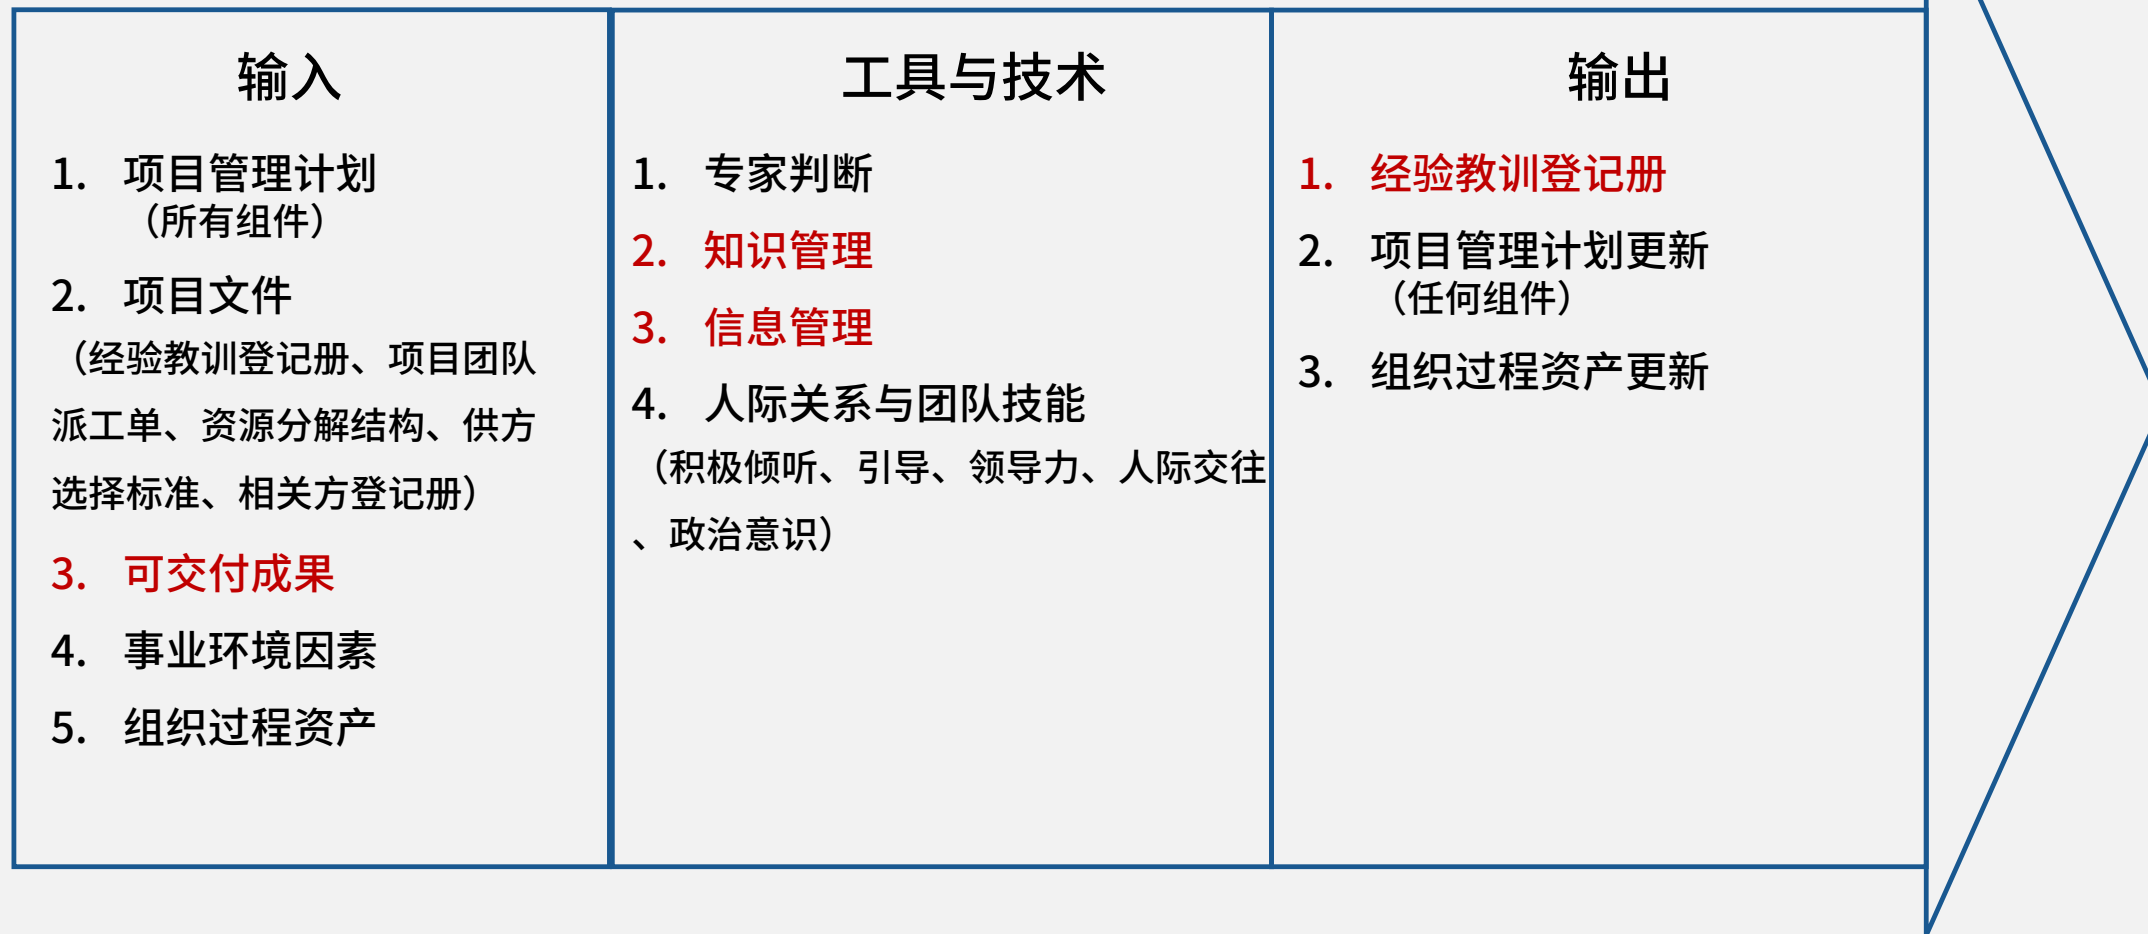 输入
1. 项目管理计划
（所有组件）
2. 项目文件
（经验教训登记册、项目团队
派工单、资源分解结构、供方
选择标准、相关方登记册）
3. 可交付成果
4. 事业环境因素
5. 组织过程资产
工具与技术
1. 专家判断
2. 知识管理
3. 信息管理
4. 人际关系与团队技能
（积极倾听、引导、领导力、人际交往
、政治意识）
输出
1. 经验教训登记册
2. 项目管理计划更新
（任何组件）
3. 组织过程资产更新